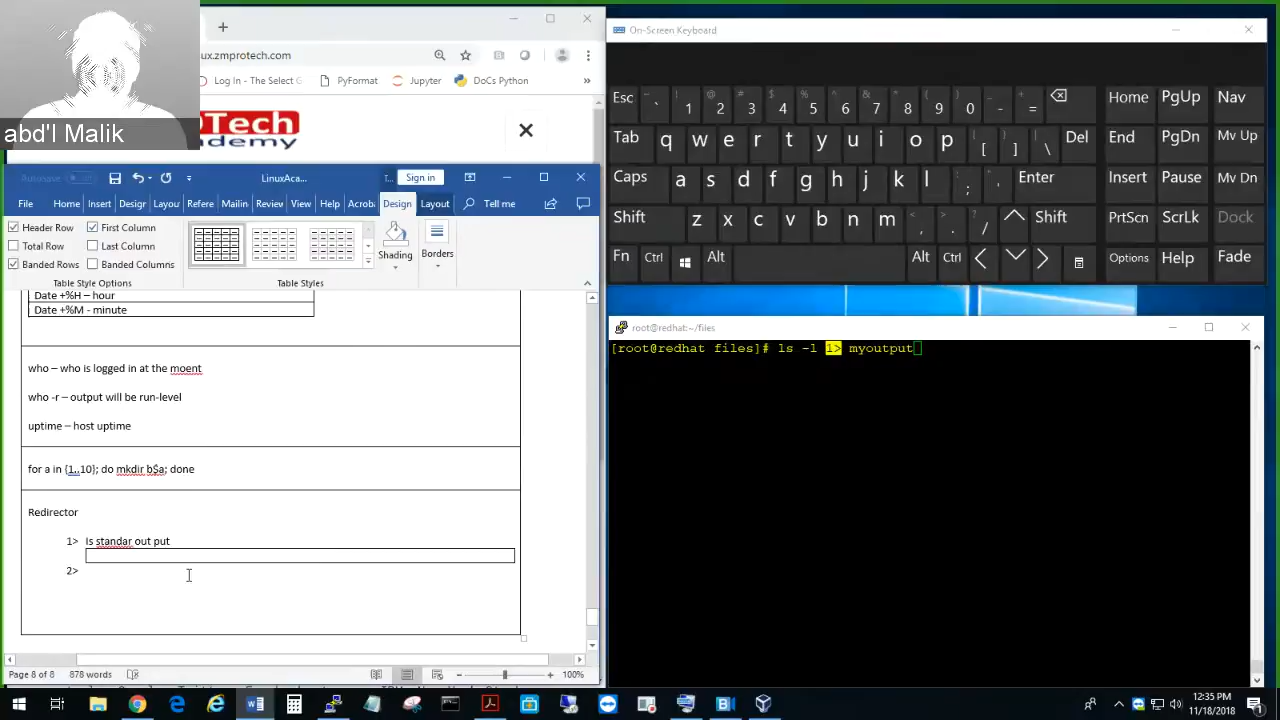 abd'l Malik
ux.zmprotech.com
Log In - The Select G
PyFormat
Jupyter
DoCs Python
Tech
demy
LinuxAca...
Sign in
File Home Insert Desigr Layou Refere Mailin Review View Help Acroba Design Layout Tell me
Header Row First Column
Total Row Last Column
Banded Rows Banded Columns
Shading Borders
Table Style Options Table Styles
Date +%H – hour
Date +%M - minute
who – who is logged in at the moent
who -r – output will be run-level
uptime – host uptime
for a in {1..10}; do mkdir b$a; done
Redirector
1> Is standar out put
2>
Page 8 of 8 878 words 100%
On-Screen Keyboard
Esc ~ ` ! 1 @ 2 # 3 $ 4 % 5 ^ 6 & 7 * 8 ( 9 ) 0 _ - + = Home PgUp Nav
Tab q w e r t y u i o p { [ } ] | \ Del End PgDn Mv Up
Caps a s d f g h j k l : ; " ' Enter Insert Pause Mv Dn
Shift z x c v b n m < , > . ? / Shift PrtScn ScrLk Dock
Fn Ctrl Alt Alt Ctrl Options Help Fade
root@redhat:~/files
[root@redhat files]# ls -l 1> myoutput
12:35 PM
11/18/2018